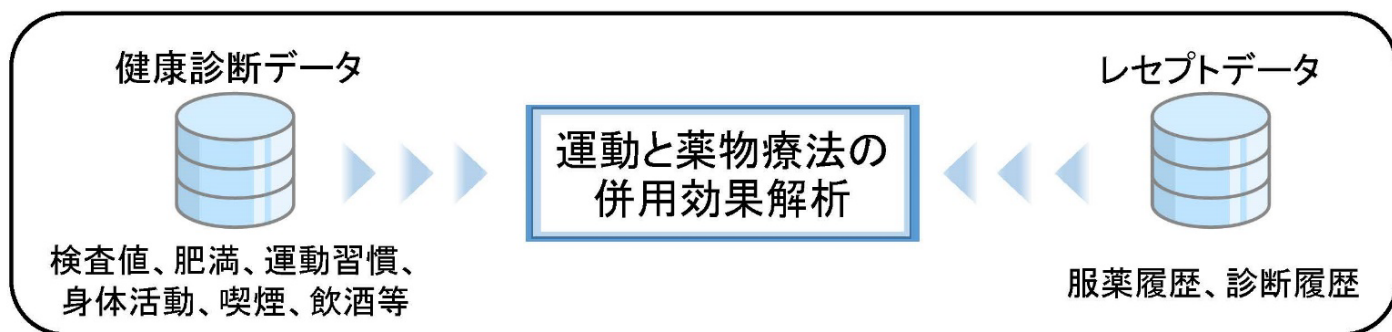 健康診断データ
検査値、肥満、運動習慣、
身体活動、喫煙、飲酒等
運動と薬物療法の
併用効果解析
レセプトデータ
服薬履歴、診断履歴